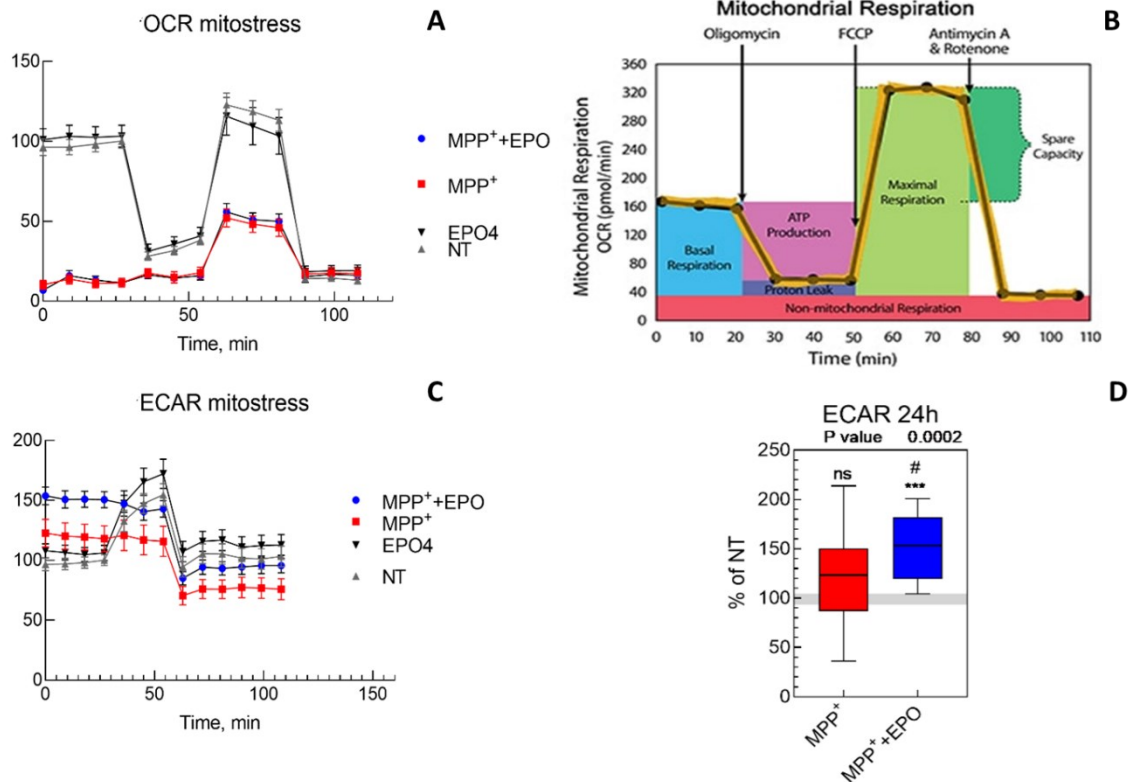 OCR mitostress
A
150
100
50
0
0
50
100
Time, min
MPP++EPO
MPP+
EPO4
NT
Mitochondrial Respiration
B
Oligomycin
FCCP
Antimycin A
& Rotenone
Mitochondrial Respiration
OCR (pmol/min)
360
320
280
240
200
160
120
80
40
0
Basal
Respiration
ATP
Production
Proton Leak
Maximal
Respiration
Spare
Capacity
Non-mitochondrial Respiration
0 10 20 30 40 50 60 70 80 90 100 110
Time (min)
ECAR mitostress
C
200
150
100
50
0
0
50
100
150
Time, min
MPP++EPO
MPP+
EPO4
NT
D
ECAR 24h
P value 0.0002
% of NT
250
200
150
100
50
0
ns
#
***
MPP+
MPP++EPO